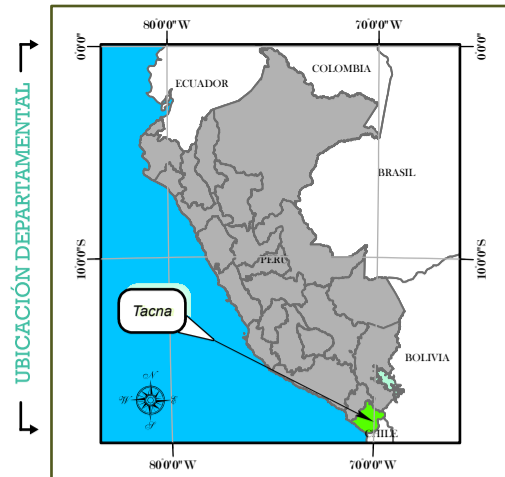 80°0'0"W
70°0'0"W
UBICACIÓN DEPARTAMENTAL
0°0'0"
0°0'0"
ECUADOR
COLOMBIA
BRASIL
10°0'0"S
PERU
10°0'0"S
Tacna
BOLIVIA
N
W
E
S
CHILE
80°0'0"W
70°0'0"W